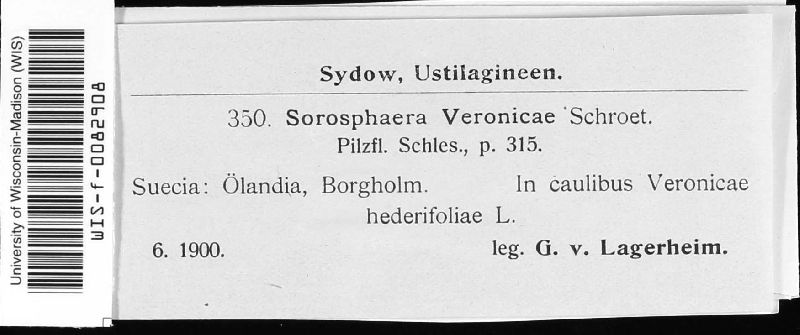 University of Wisconsin-Madison (WIS)
WIS-f-0082908
Sydow, Ustilagineen.
350. Sorosphaera Veronicae Schroet.
Pilzfl. Schles., p. 315.
Suecia: Ölandia, Borgholm. In caulibus Veronicae
hederifoliae L.
6. 1900. leg. G. v. Lagerheim.